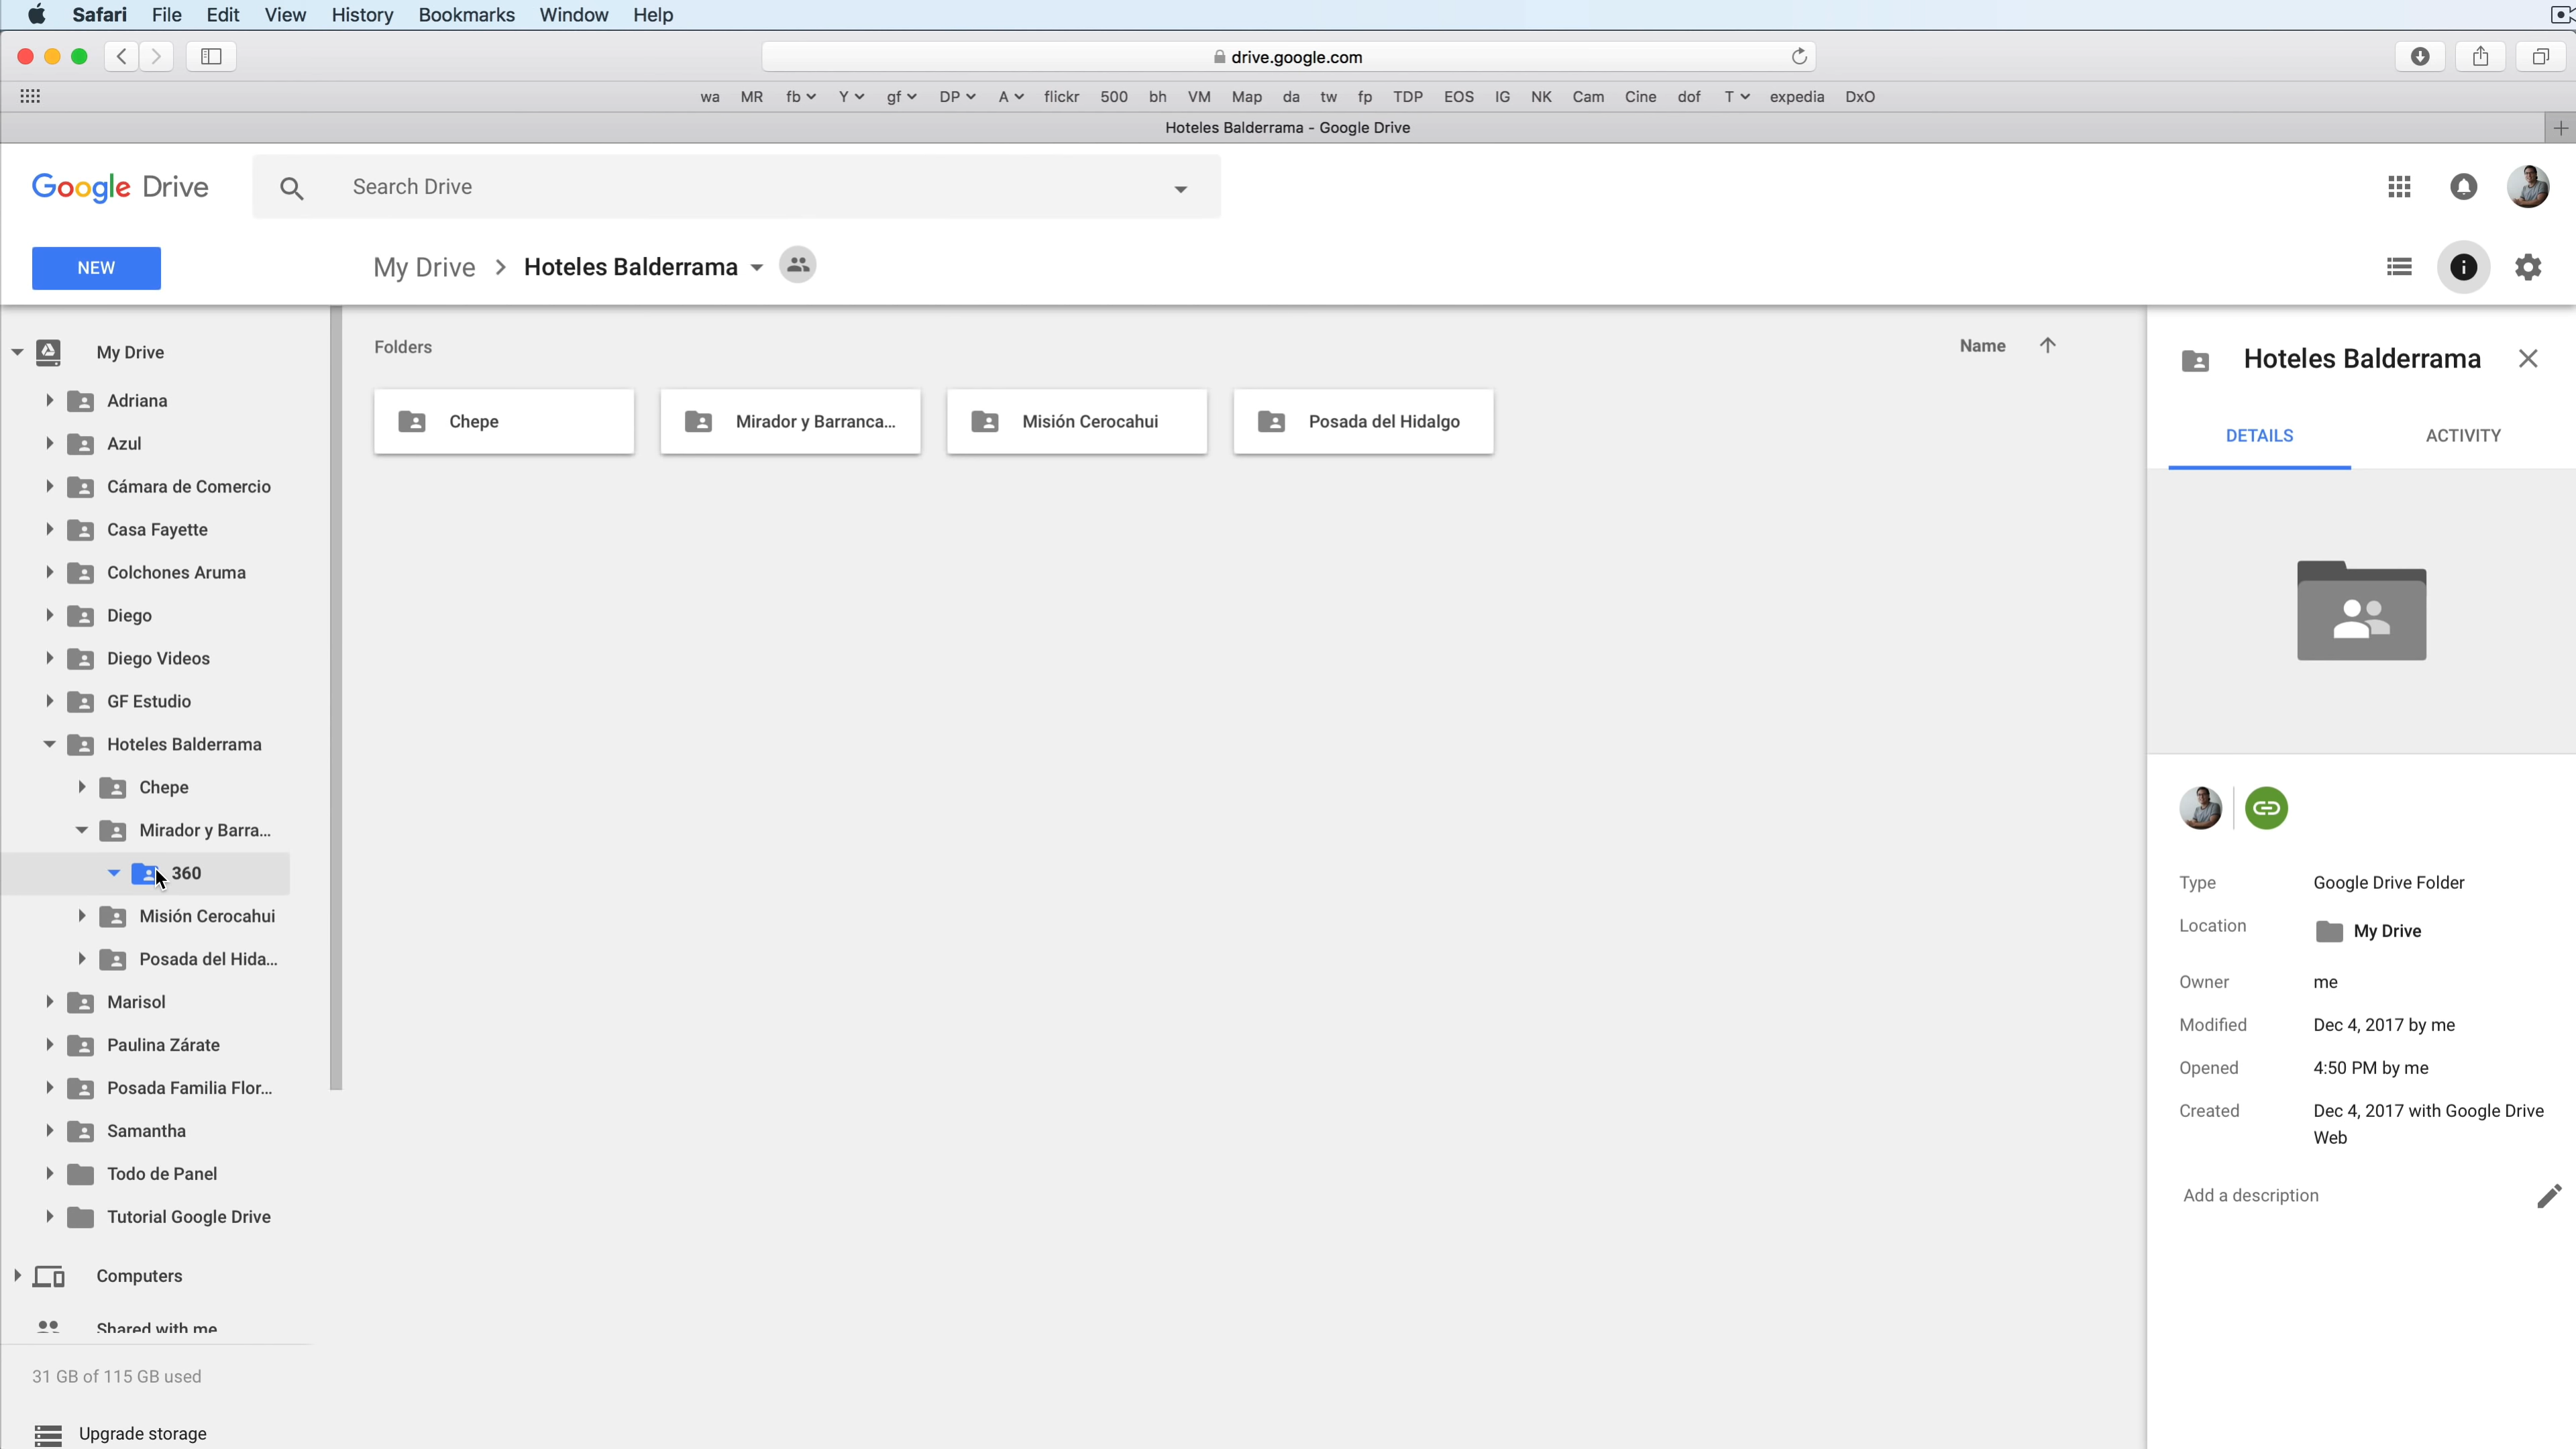 Safari File Edit View History Bookmarks Window Help
drive.google.com
wa MR fb Y gf DP A flickr 500 bh VM Map da tw fp TDP EOS IG NK Cam Cine dof T expedia DxO
Hoteles Balderrama - Google Drive
Google Drive
Search Drive
NEW
My Drive > Hoteles Balderrama
My Drive
Adriana
Azul
Cámara de Comercio
Casa Fayette
Colchones Aruma
Diego
Diego Videos
GF Estudio
Hoteles Balderrama
Chepe
Mirador y Barra...
360
Misión Cerocahui
Posada del Hida...
Marisol
Paulina Zárate
Posada Familia Flor...
Samantha
Todo de Panel
Tutorial Google Drive
Computers
Shared with me
31 GB of 115 GB used
Upgrade storage
Folders
Name
Chepe
Mirador y Barranca...
Misión Cerocahui
Posada del Hidalgo
Hoteles Balderrama
DETAILS ACTIVITY
Type Google Drive Folder
Location My Drive
Owner me
Modified Dec 4, 2017 by me
Opened 4:50 PM by me
Created Dec 4, 2017 with Google Drive
Web
Add a description